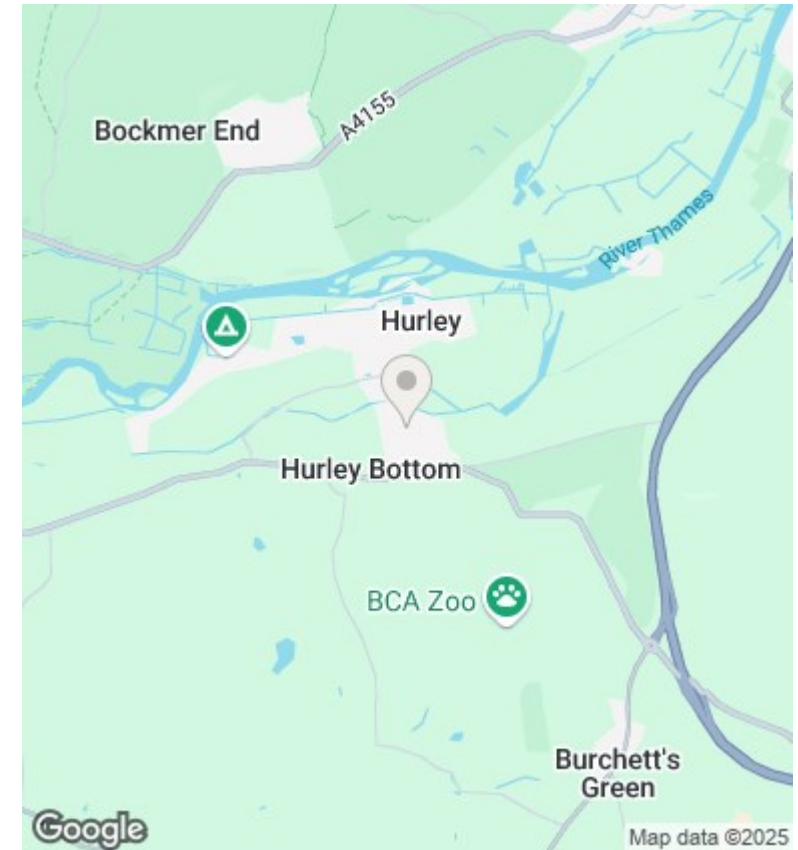 Bockmer End
A4155
River Thames
Hurley
Hurley Bottom
BCA Zoo
Burchett's
Green
Google
Map data ©2025